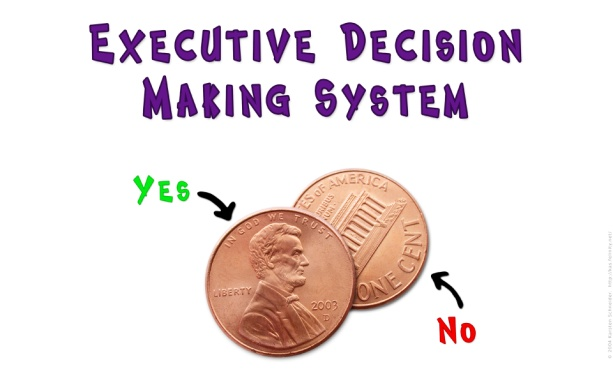 Executive Decision
Making System
Yes
IN GOD WE TRUST
LIBERTY
2003
D
ES OF AMERICA
ONE CENT
No